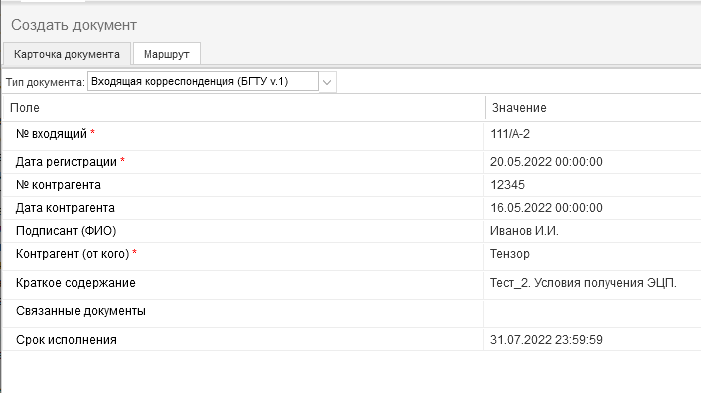 Создать документ
Карточка документа Маршрут
Тип документа: Входящая корреспонденция (БГТУ v.1)
Поле Значение
№ входящий * 111/А-2
Дата регистрации * 20.05.2022 00:00:00
№ контрагента 12345
Дата контрагента 16.05.2022 00:00:00
Подписант (ФИО) Иванов И.И.
Контрагент (от кого) * Тензор
Краткое содержание Тест_2. Условия получения ЭЦП.
Связанные документы
Срок исполнения 31.07.2022 23:59:59